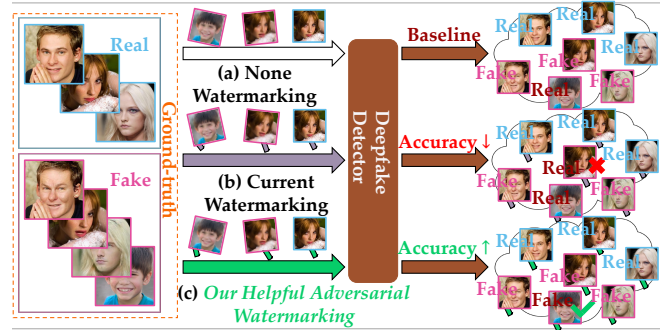 Real
Fake
Ground-truth
(a) None
Watermarking
(b) Current
Watermarking
(c) Our Helpful Adversarial
Watermarking
Deepfake
Detector
Baseline
Accuracy ↓
Accuracy ↑
Real
Real
Real
Fake
Fake
Fake
Real
Real
Real
Real
Real
Fake
Fake
Real
Real
Real
Real
Fake
Fake
Fake
Fake